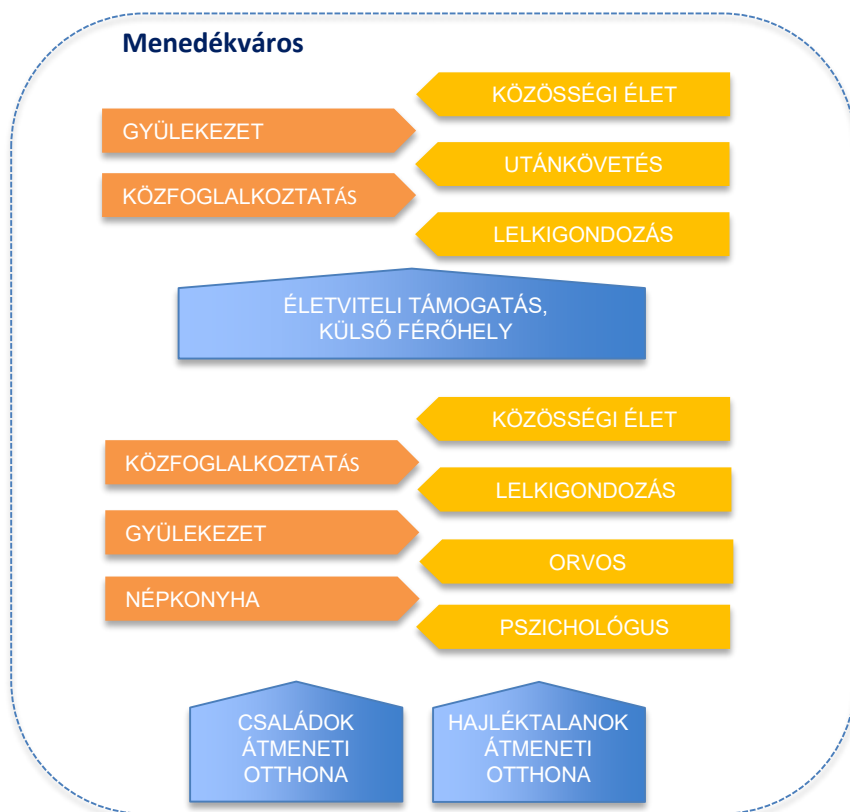 Menedékváros
KÖZÖSSÉGI ÉLET
GYÜLEKEZET
UTÁNKÖVETÉS
KÖZFOGLALKOZTATÁS
LELKIGONDOZÁS
ÉLETVITELI TÁMOGATÁS,
KÜLSŐ FÉRŐHELY
KÖZÖSSÉGI ÉLET
KÖZFOGLALKOZTATÁS
LELKIGONDOZÁS
GYÜLEKEZET
ORVOS
NÉPKONYHA
PSZICHOLÓGUS
CSALÁDOK
ÁTMENETI
OTTHONA
HAJLÉKTALANOK
ÁTMENETI
OTTHONA